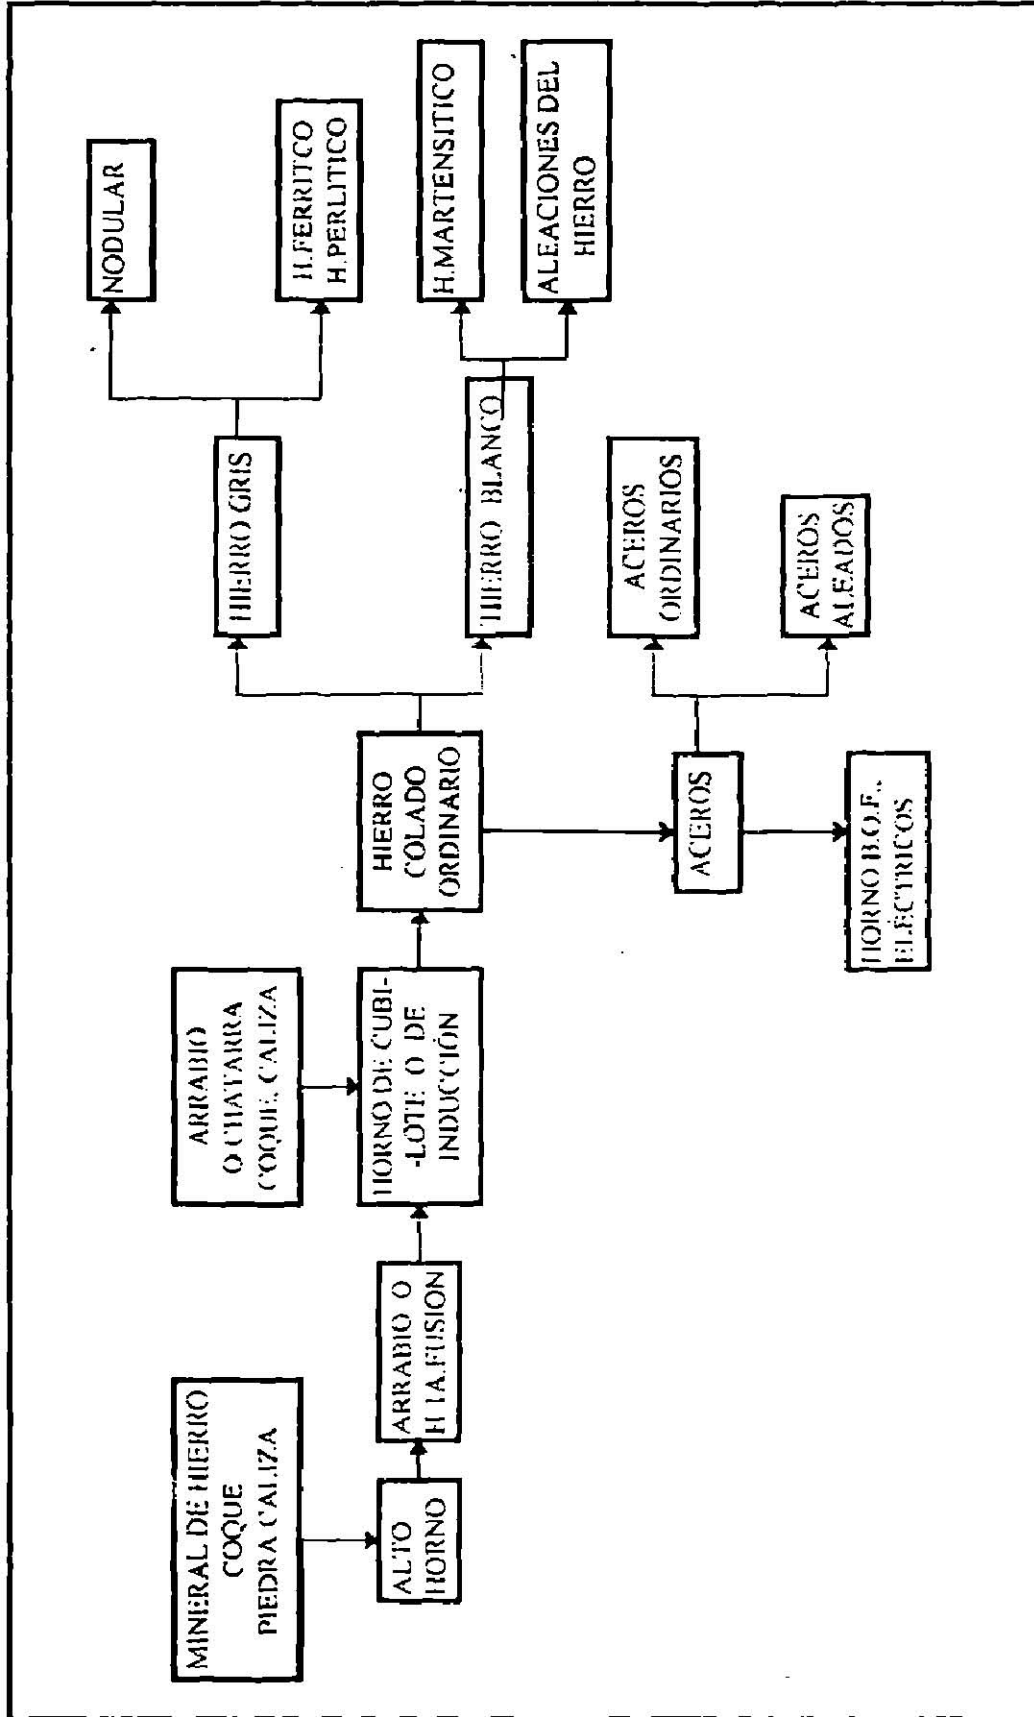 MINERAL DE HIERRO
COQUE
PIEDRA CALIZA
ALTO
HORNO
ARRABIO O
H 1A.FUSION
ARRABIO
O CHATARRA
COQUE, CALIZA
HORNO DE CUBI-
-LOTE O DE
INDUCCIÓN
HIERRO
COLADO
ORDINARIO
HIERRO GRIS
NODULAR
H.FERRITCO
H.PERLITICO
HIERRO BLANCO
H.MARTENSITICO
ALEACIONES DEL
HIERRO
ACEROS
ACEROS
ORDINARIOS
ACEROS
ALEADOS
HORNO B.O.F.,
ELÉCTRICOS